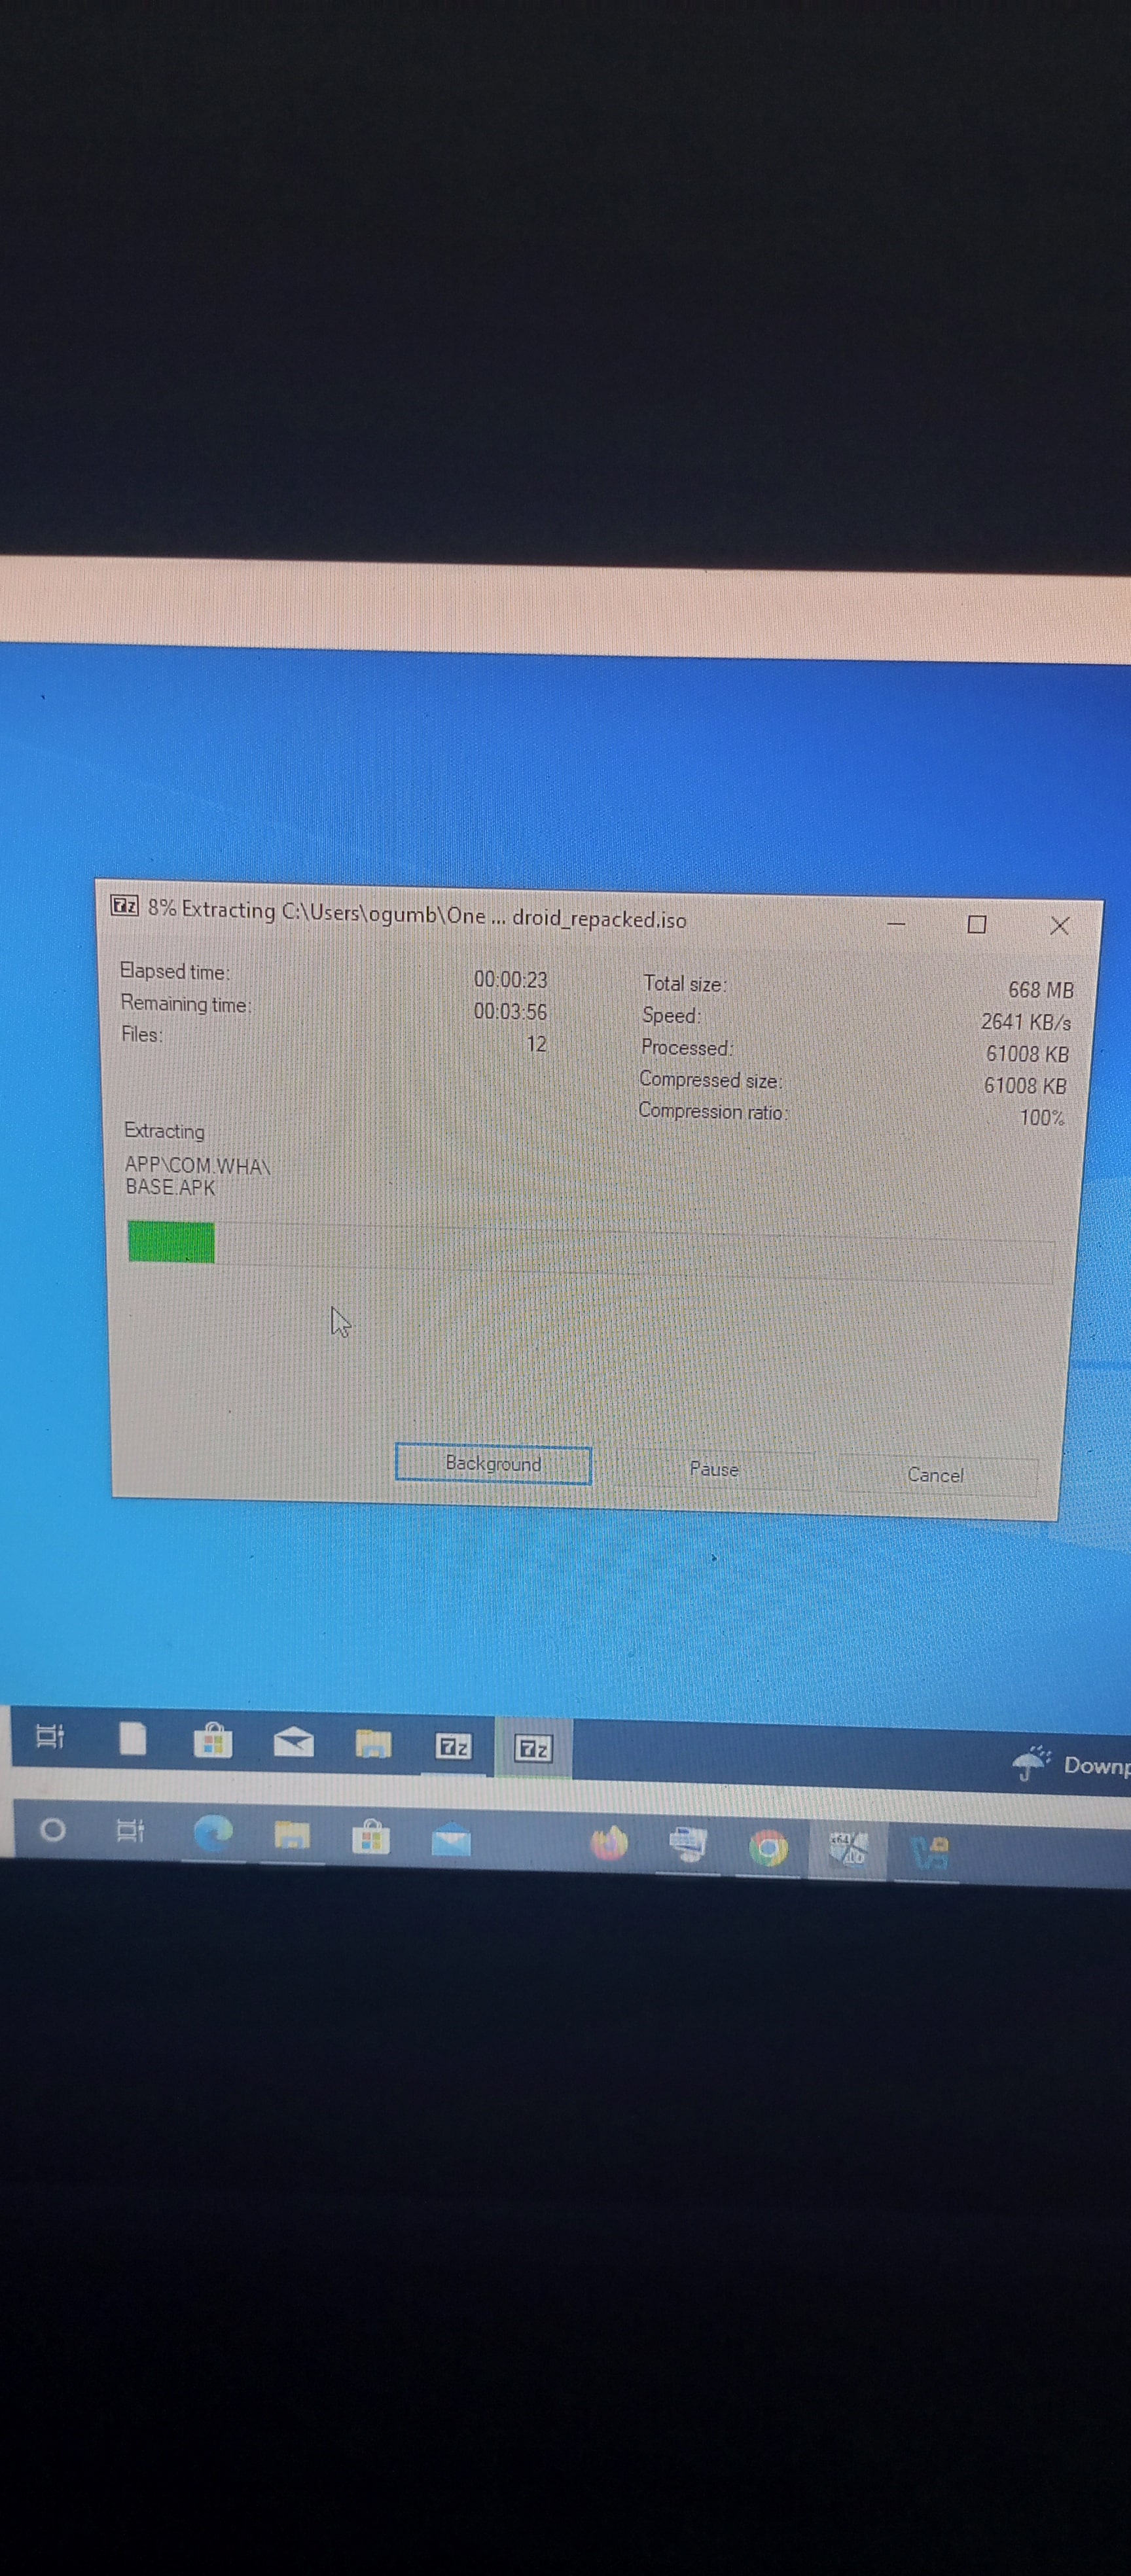 7z 8% Extracting C:\Users\ogumb\One ... droid_repacked.iso
Elapsed time: 00:00:23
Remaining time: 00:03:56
Files: 12
Total size: 668 MB
Speed: 2641 KB/s
Processed: 61008 KB
Compressed size: 61008 KB
Compression ratio: 100%
Extracting
APP\COM.WHA\
BASE.APK
Background Pause Cancel
7z 7z Downp
x64